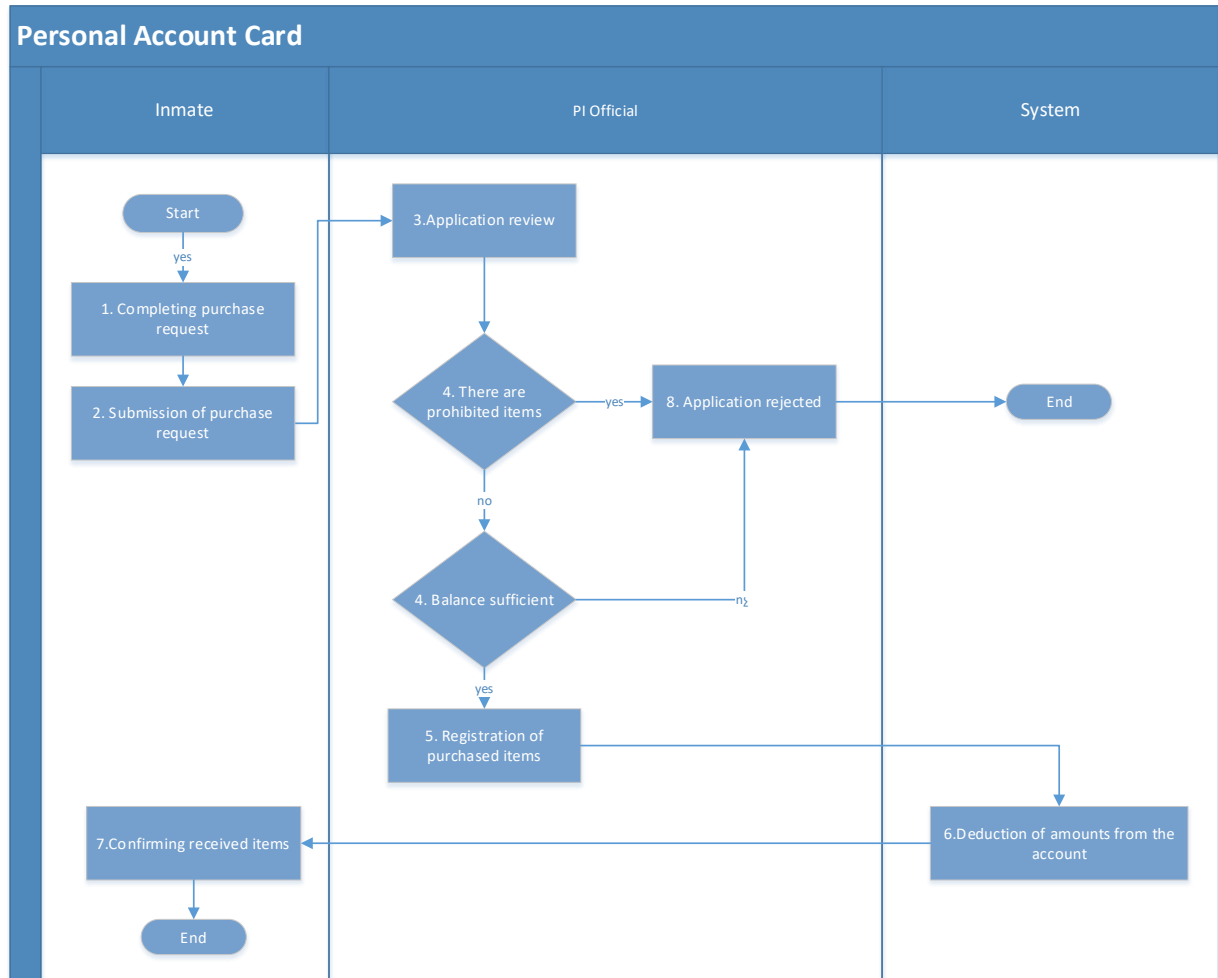 Personal Account Card
Inmate
PI Official
System
Start
yes
1. Completing purchase
request
2. Submission of purchase
request
3.Application review
4. There are
prohibited items
yes
8. Application rejected
End
no
4. Balance sufficient
yes
5. Registration of
purchased items
6.Deduction of amounts from the
account
7.Confirming received items
End